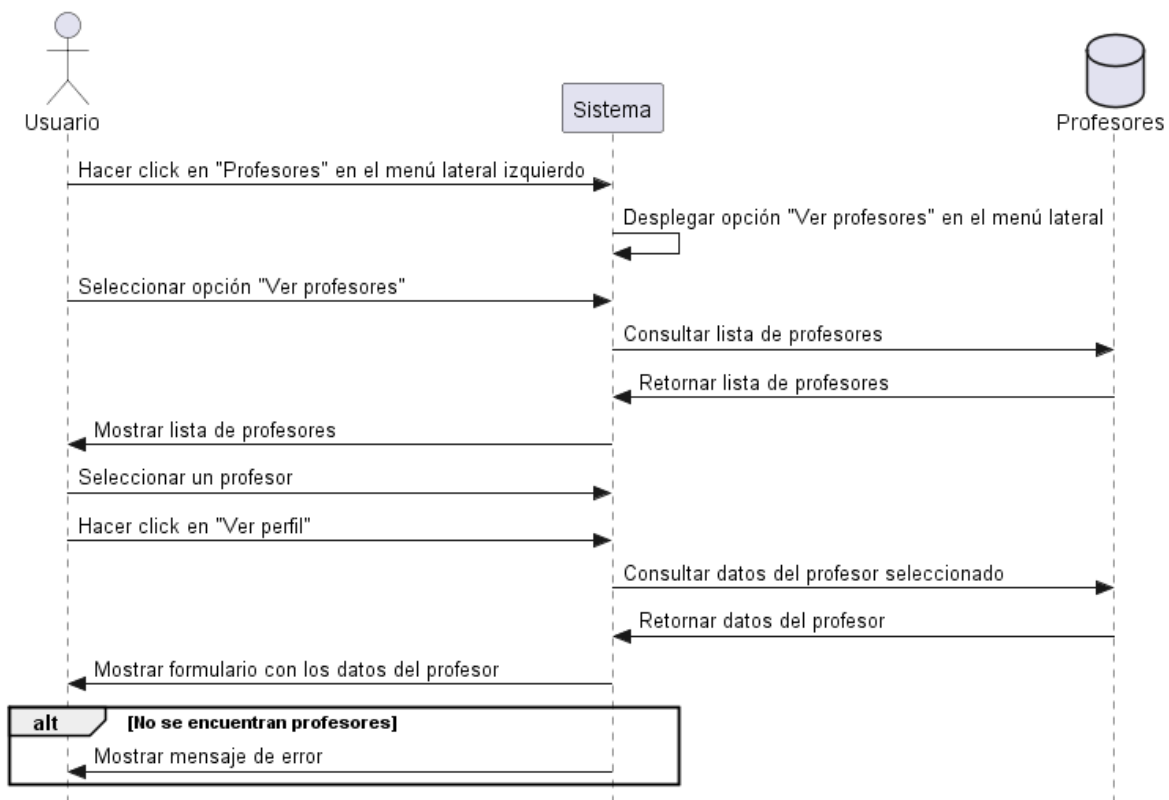 Usuario
Sistema
Profesores
Hacer click en "Profesores" en el menú lateral izquierdo
Desplegar opción "Ver profesores" en el menú lateral
Seleccionar opción "Ver profesores"
Consultar lista de profesores
Retornar lista de profesores
Mostrar lista de profesores
Seleccionar un profesor
Hacer click en "Ver perfil"
Consultar datos del profesor seleccionado
Retornar datos del profesor
Mostrar formulario con los datos del profesor
alt [No se encuentran profesores]
Mostrar mensaje de error